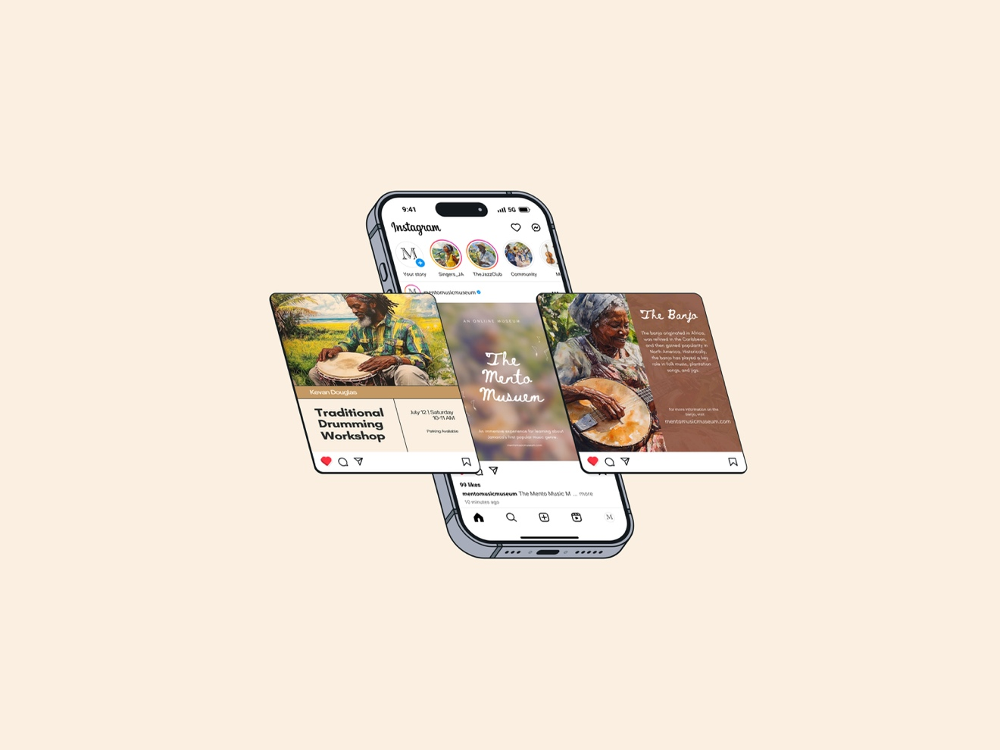 9:41
5G
Instagram
M
Your story
Singers_JA
TheJazzClub
Community
M
M
mentomusicmuseum
Kevan Douglas
Traditional
Drumming
Workshop
July 12 | Saturday
10-11 AM
Parking Available
AN ONLINE MUSEUM
The
Mento
Musuem
An immersive experience for learning about
Jamaica's first popular music genre.
mentomusicmuseum.com
The Banjo
The banjo originated in Africa,
was refined in the Caribbean,
and then gained popularity in
North America. Historically,
the banjo has played a key
role in folk music, plantation
songs, and jigs.
For more information on the
banjo, visit
mentomusicmuseum.com
99 likes
mentomusicmuseum The Mento Music M ... more
10 minutes ago
M